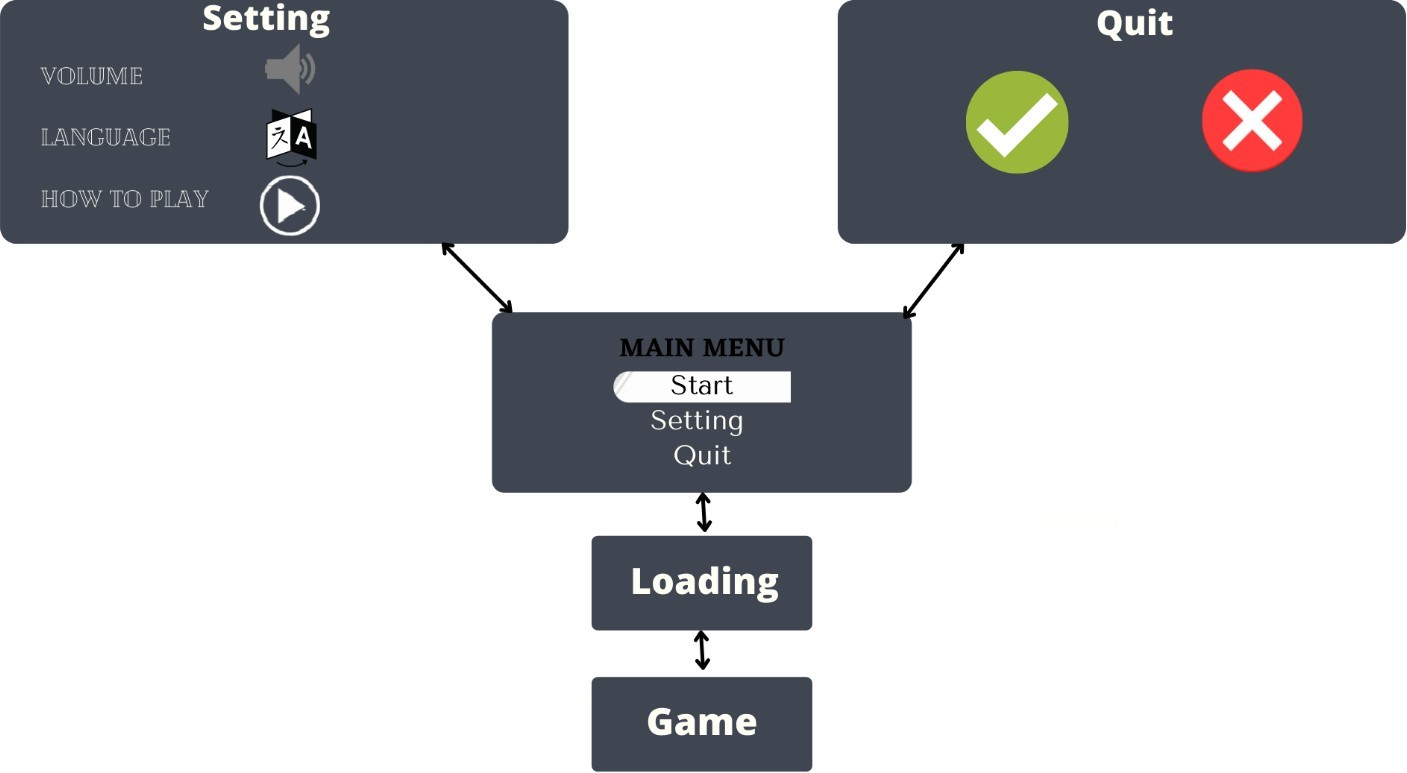 Setting
VOLUME
LANGUAGE
HOW TO PLAY
Quit
MAIN MENU
Start
Setting
Quit
Loading
Game